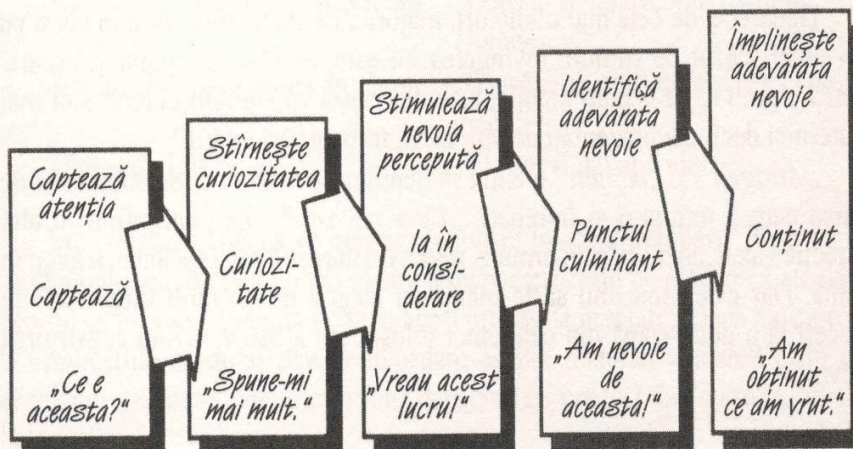 Captează
atenția
Captează
„Ce e
aceasta?“
Stîrnește
curiozitatea
Curiozi-
tate
„Spune-mi
mai mult.“
Stimulează
nevoia
percepută
Ia în
consi-
derare
„Vreau acest
lucru!“
Identifică
adevărata
nevoie
Punctul
culminant
„Am nevoie
de
aceasta!“
Împlinește
adevărata
nevoie
Conținut
„Am
obținut
ce am vrut.“